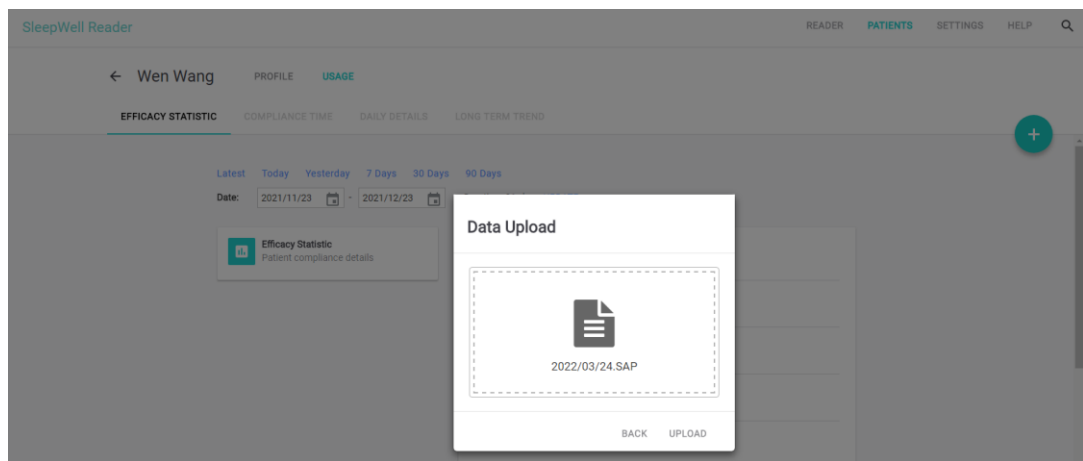 SleepWell Reader READER PATIENTS SETTINGS HELP
Wen Wang PROFILE USAGE
EFFICACY STATISTIC COMPLIANCE TIME DAILY DETAILS LONG TERM TREND
Latest Today Yesterday 7 Days 30 Days 90 Days
Date: 2021/11/23 - 2021/12/23
Efficacy Statistic
Patient compliance details
Data Upload
2022/03/24.SAP
BACK UPLOAD